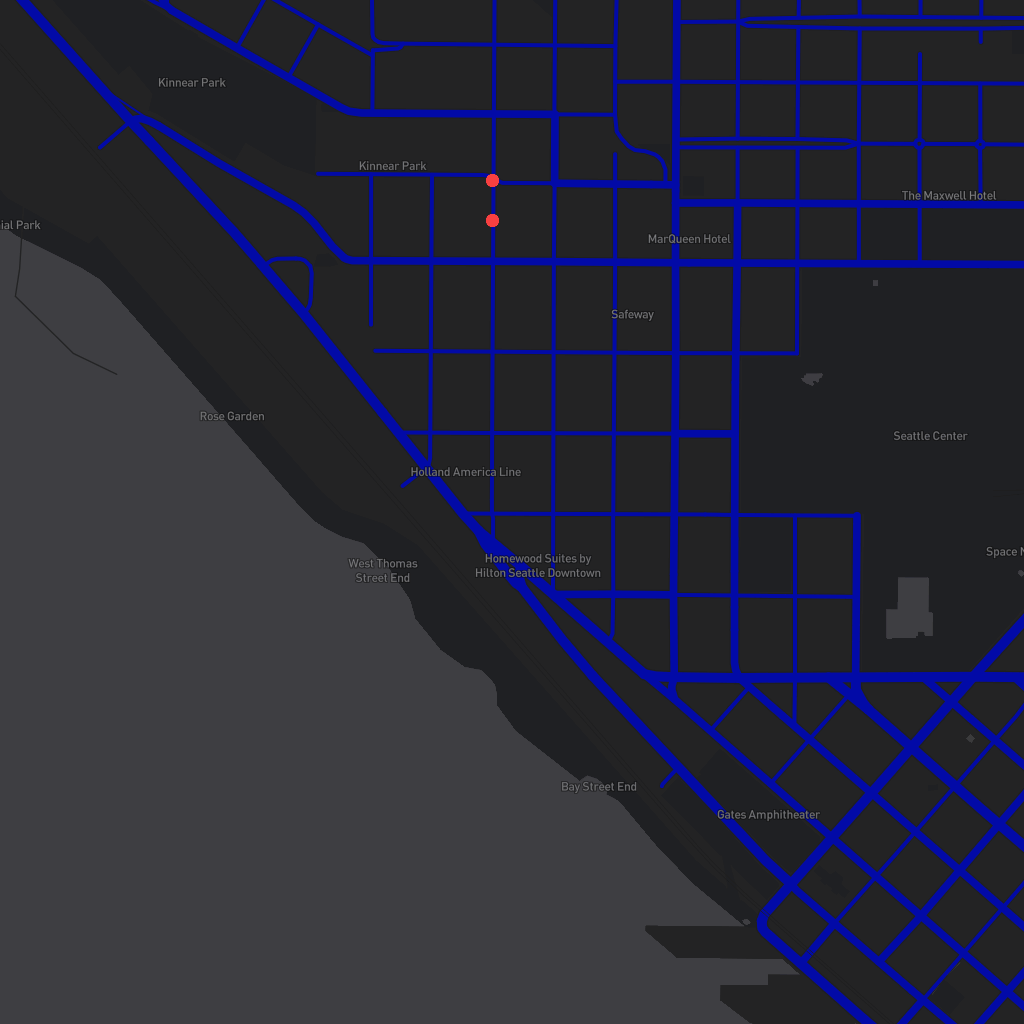 Kinnear Park
Kinnear Park
The Maxwell Hotel
ial Park
MarQueen Hotel
Safeway
Rose Garden
Seattle Center
Holland America Line
Space
Homewood Suites by
Hilton Seattle Downtown
West Thomas
Street End
Bay Street End
Gates Amphitheater